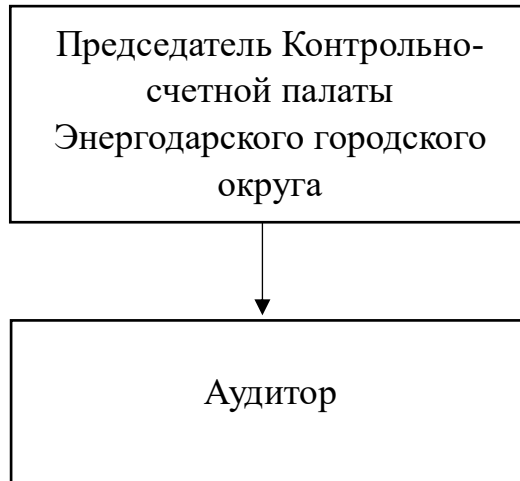 Председатель Контрольно-
счетной палаты
Энергодарского городского
округа
Аудитор